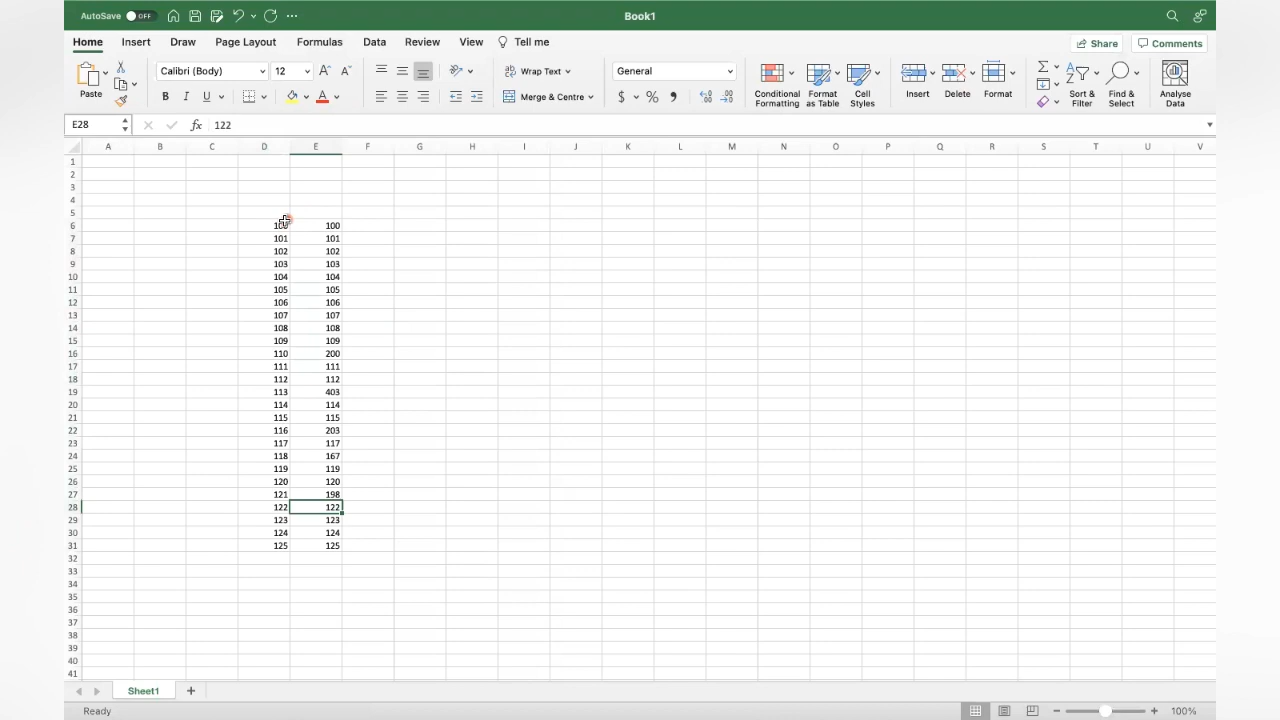 AutoSave OFF Book1
Home Insert Draw Page Layout Formulas Data Review View Tell me Share Comments
Paste Calibri (Body) 12 A A Wrap Text General Conditional Formatting Format as Table Cell Styles Insert Delete Format Sort & Filter Find & Select Analyse Data
B I U A Merge & Centre $ % 9
E28 fx 122
A B C D E F G H I J K L M N O P Q R S T U V
1
2
3
4
5
6 100 100
7 101 101
8 102 102
9 103 103
10 104 104
11 105 105
12 106 106
13 107 107
14 108 108
15 109 109
16 110 200
17 111 111
18 112 112
19 113 403
20 114 114
21 115 115
22 116 203
23 117 117
24 118 167
25 119 119
26 120 120
27 121 198
28 122 122
29 123 123
30 124 124
31 125 125
32
33
34
35
36
37
38
39
40
41
Sheet1
Ready 100%